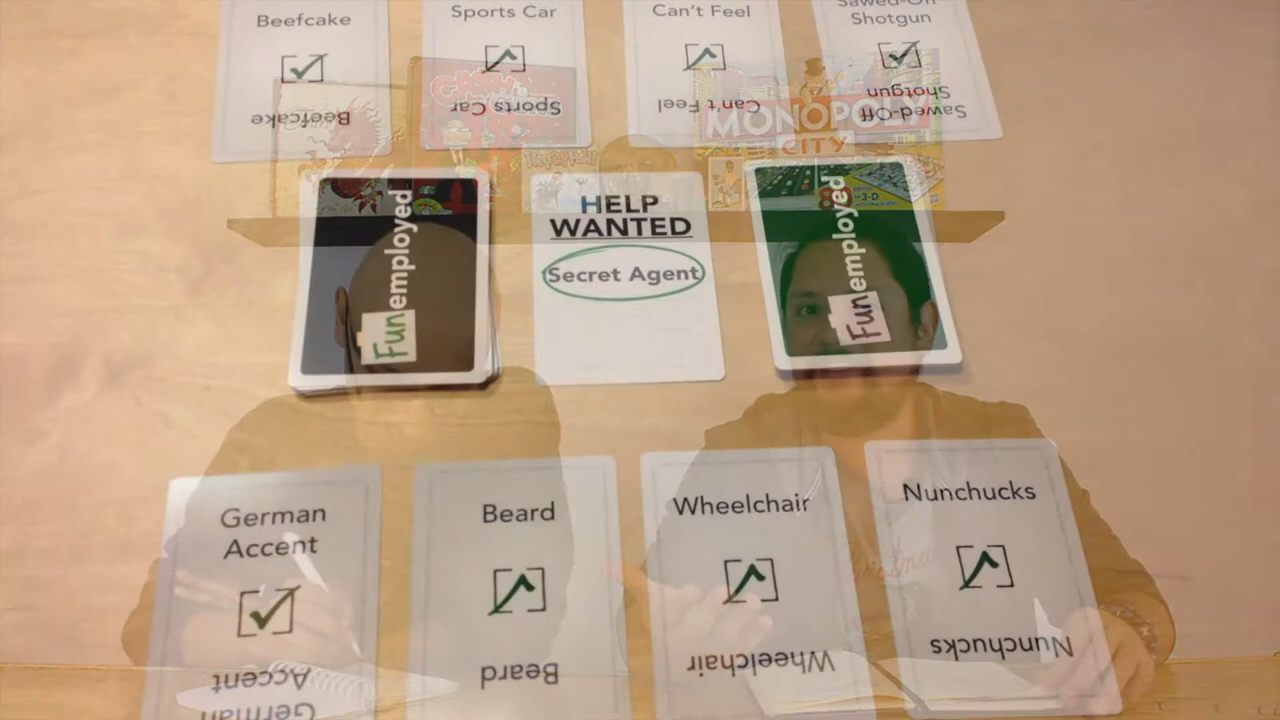 Beefcake
Beefcake
Sports Car
Sports Car
Can't Feel
Can't Feel
Sawed-Off
Shotgun
Sawed-Off
Shotgun
MONOPOLY
CITY
3-D
Funemployed
HELP
WANTED
Secret Agent
Funemployed
German
Accent
German
Accent
Beard
Beard
Wheelchair
Wheelchair
Nunchucks
Nunchucks